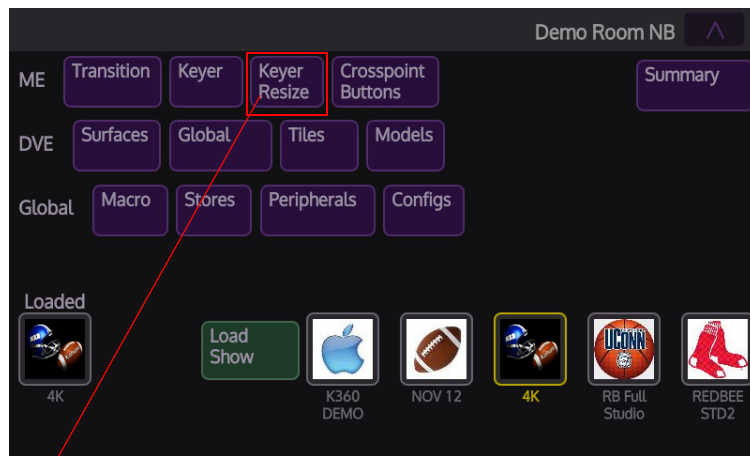 Demo Room NB
ME
Transition
Keyer
Keyer
Resize
Crosspoint
Buttons
Summary
DVE
Surfaces
Global
Tiles
Models
Global
Macro
Stores
Peripherals
Configs
Loaded
4K
Load
Show
K360
DEMO
NOV 12
4K
UCONN
RB Full
Studio
REDBEE
STD2